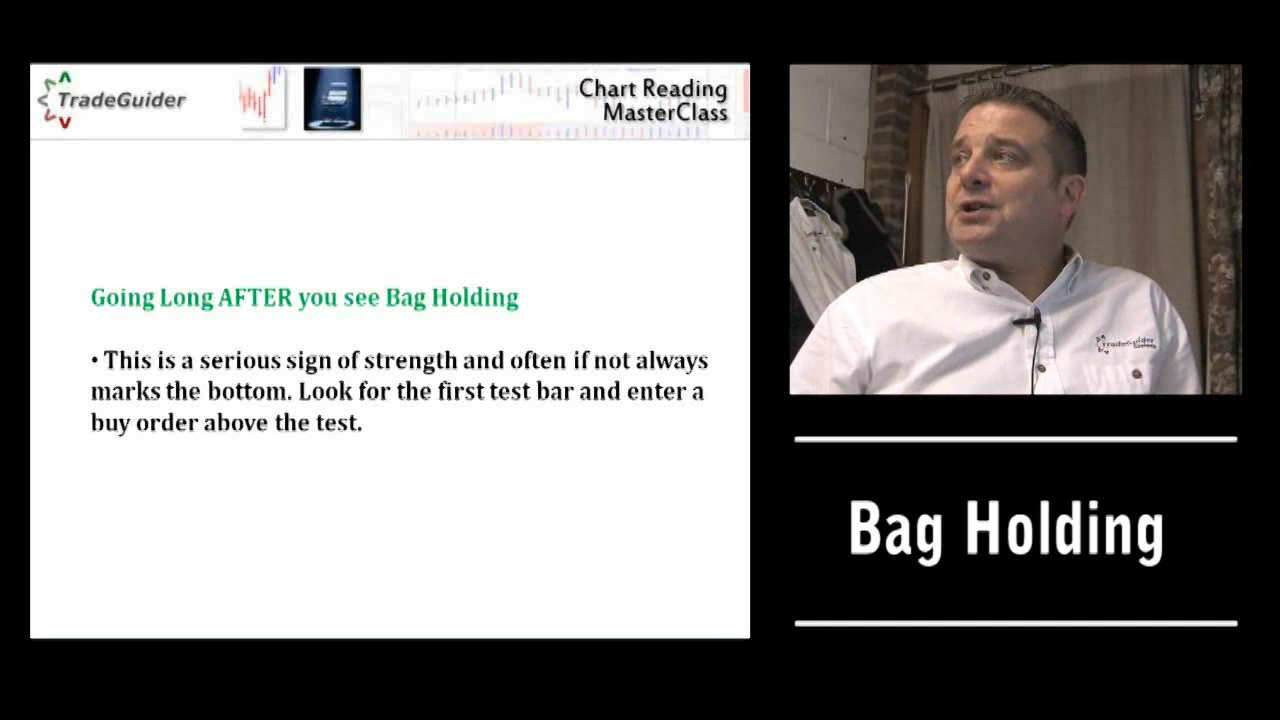 TradeGuider
Chart Reading
MasterClass
Going Long AFTER you see Bag Holding
• This is a serious sign of strength and often if not always
marks the bottom. Look for the first test bar and enter a
buy order above the test.
TradeGuider
Bag Holding